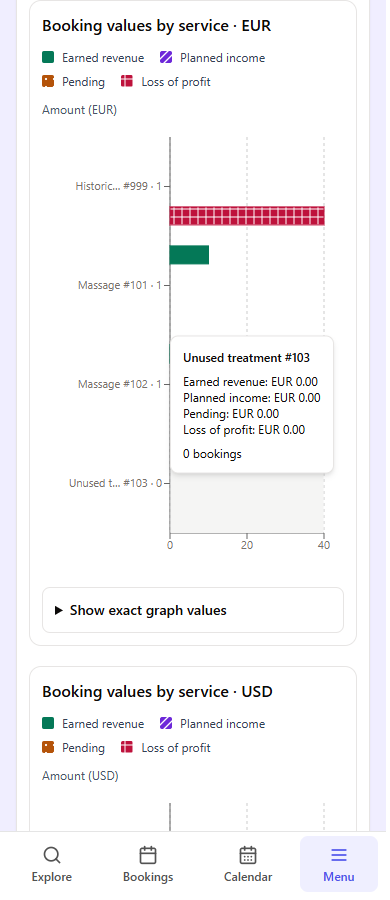 Booking values by service · EUR
Earned revenue
Planned income
Pending
Loss of profit
Amount (EUR)
Historic... #999 · 1
Massage #101 · 1
Massage #102 · 1
Unused treatment #103
Earned revenue: EUR 0.00
Planned income: EUR 0.00
Pending: EUR 0.00
Loss of profit: EUR 0.00
0 bookings
Unused t... #103 · 0
0 20 40
Show exact graph values
Booking values by service · USD
Earned revenue
Planned income
Pending
Loss of profit
Amount (USD)
Explore
Bookings
Calendar
Menu